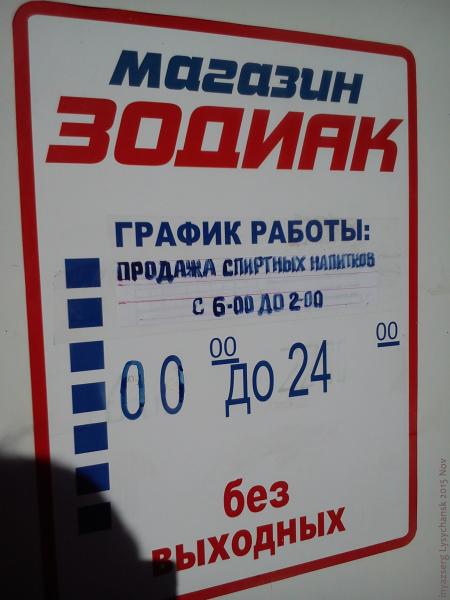 магазин
ЗОДИАК
ГРАФИК РАБОТЫ:
ПРОДАЖА СПИРТНЫХ НАПИТКОВ
С 6-00 ДО 2-00
00 00 ДО 24 00
без
выходных
inyazserg Lysychansk 2015 Nov